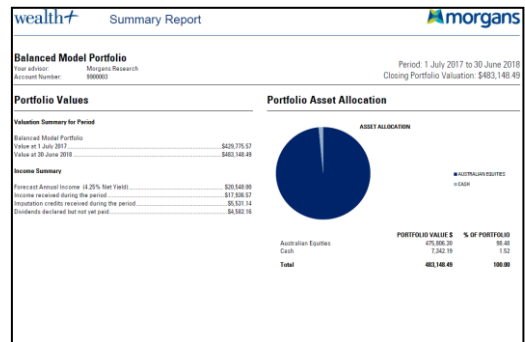 wealth+ Summary Report morgans
Balanced Model Portfolio
Your advisor: Morgans Research
Account Number: 9900003
Period: 1 July 2017 to 30 June 2018
Closing Portfolio Valuation: $483,148.49
Portfolio Values
Valuation Summary for Period
Balanced Model Portfolio
Value at 1 July 2017 $429,775.57
Value at 30 June 2018 $483,148.49
Income Summary
Forecast Annual Income (4.25% Net Yield) $20,548.00
Income received during the period $17,936.57
Imputation credits received during the period $5,531.14
Dividends declared but not yet paid $4,582.16
Portfolio Asset Allocation
ASSET ALLOCATION
AUSTRALIAN EQUITIES
CASH
PORTFOLIO VALUE $ % OF PORTFOLIO
Australian Equities 475,806.30 98.48
Cash 7,342.19 1.52
Total 483,148.49 100.00